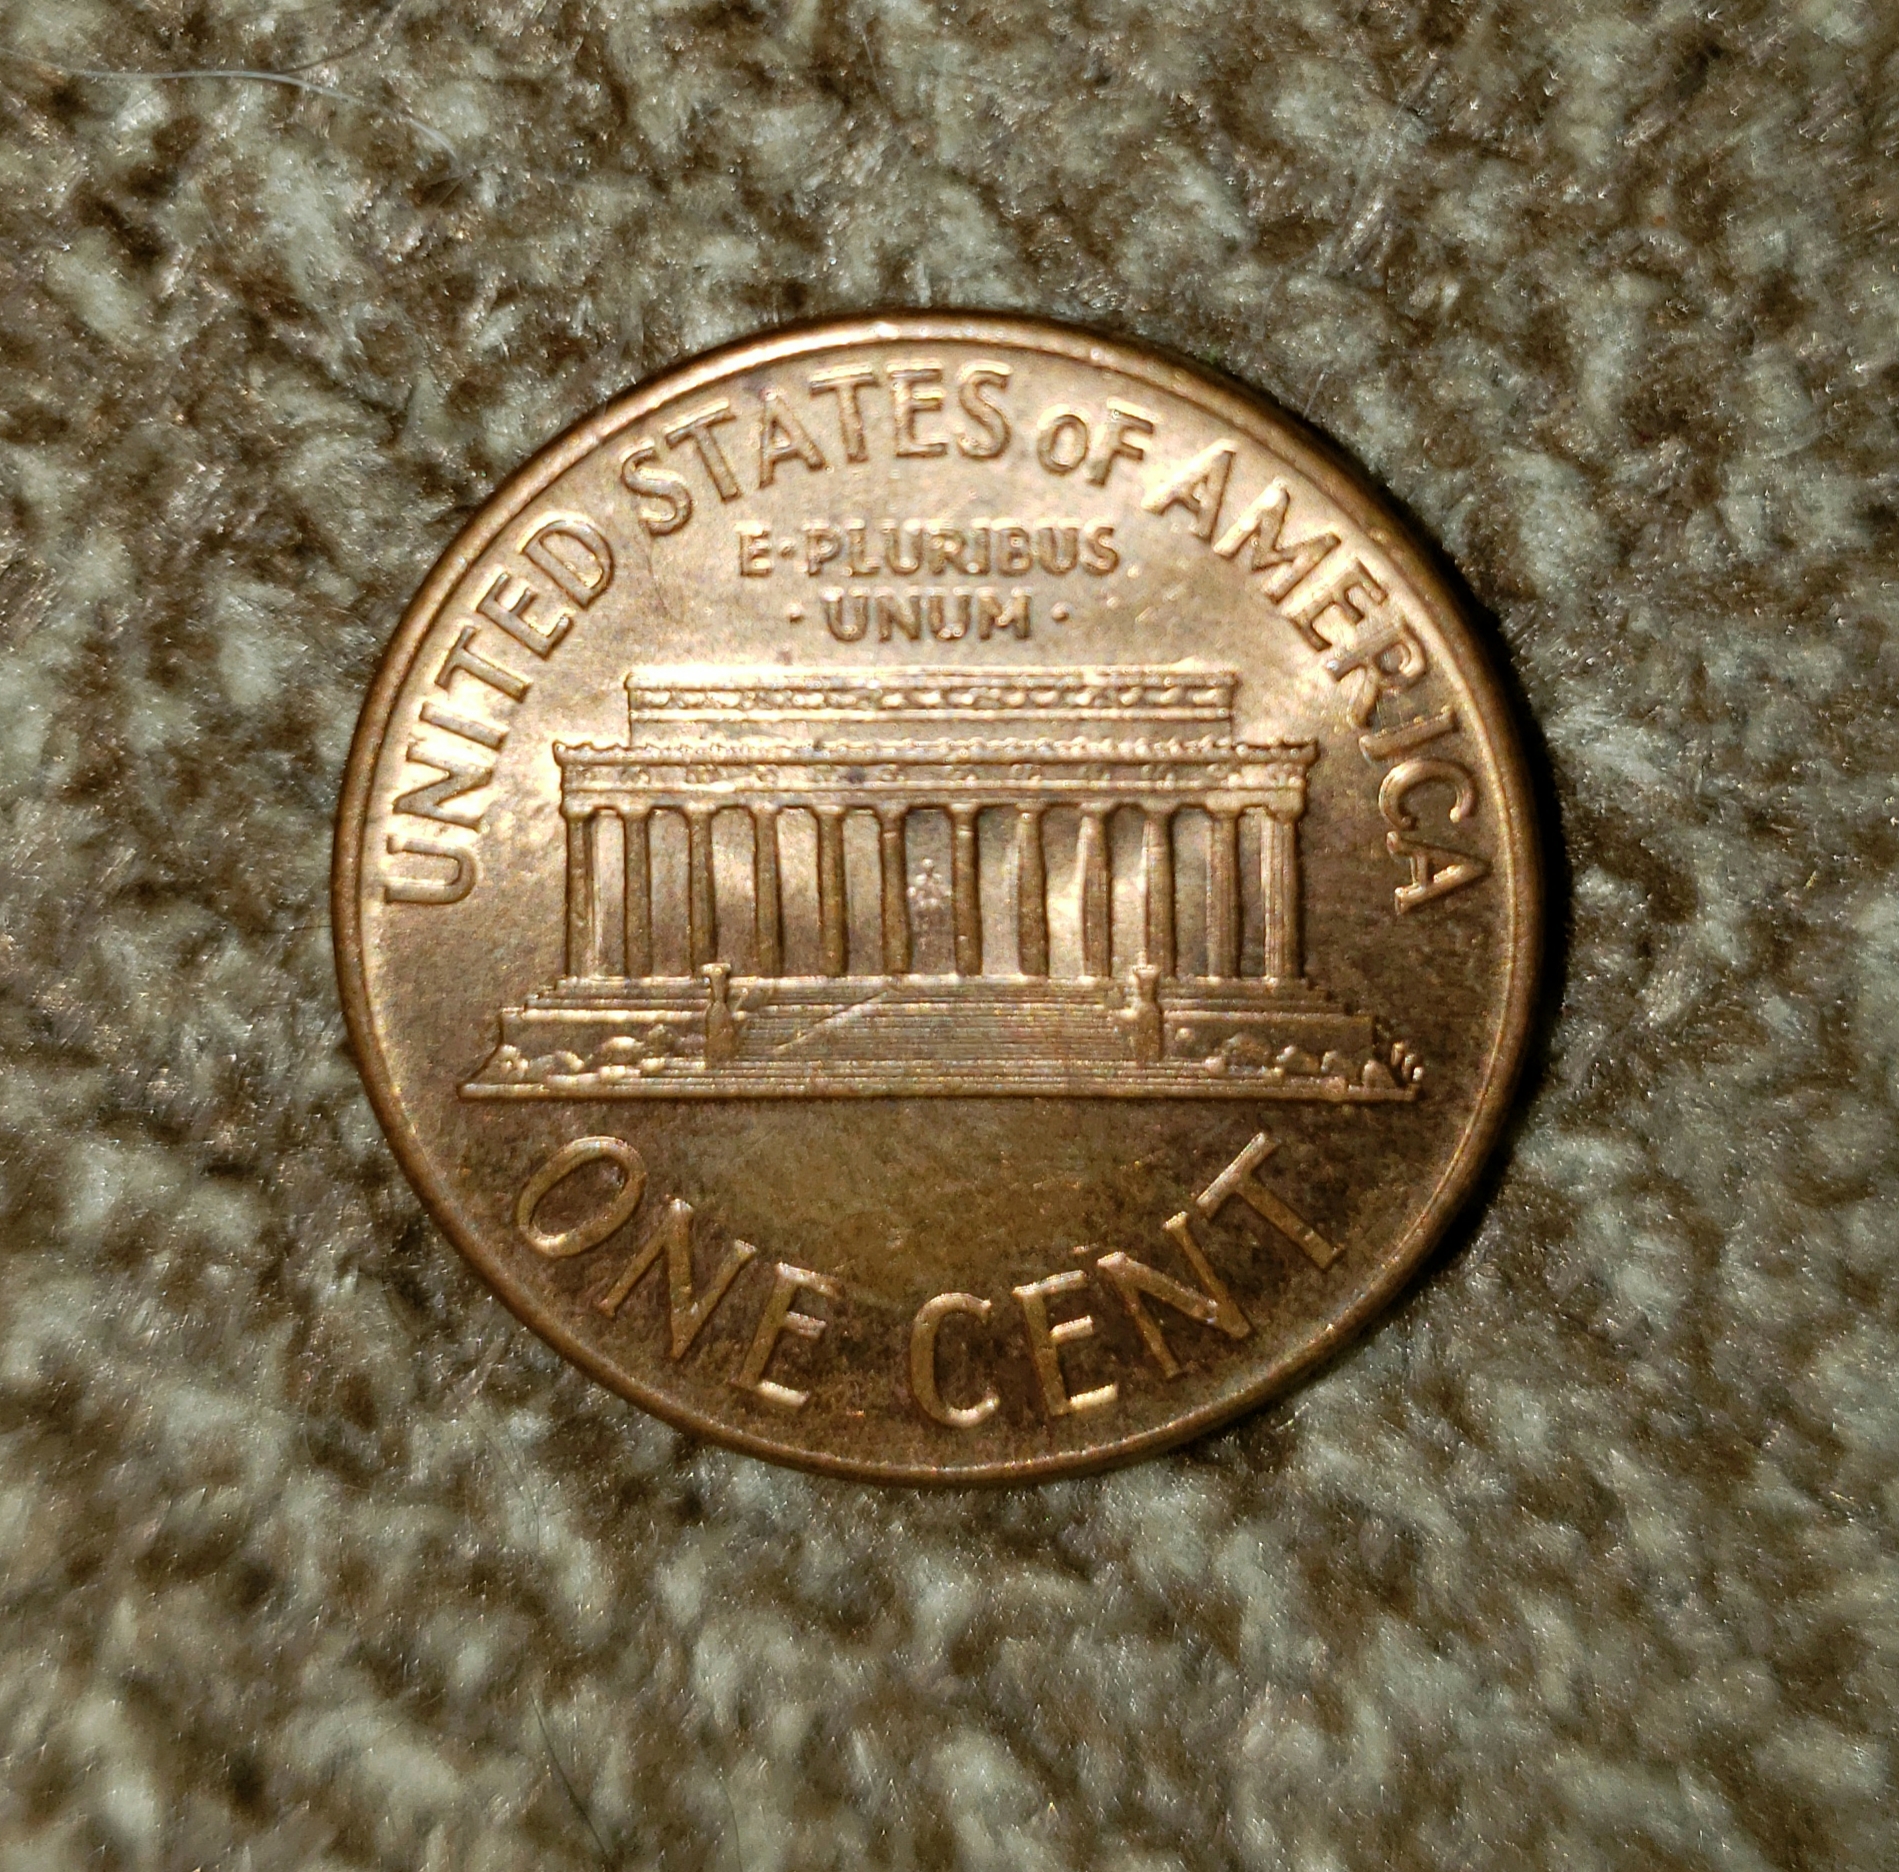 UNITED STATES OF AMERICA
E·PLURIBUS
·UNUM·
ONE CENT